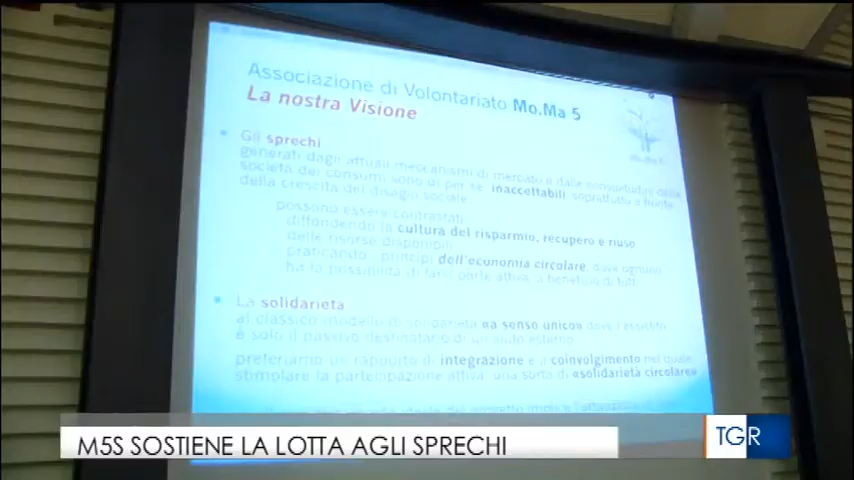 Associazione di Volontariato Mo.Ma 5
La nostra Visione
Mo.Ma 5
Gli sprechi
generati dagli attuali meccanismi di mercato e dalle consuetudini della
società dei consumi sono di per sé inaccettabili, soprattutto a fronte
della crescita del disagio sociale
possono essere contrastati
diffondendo la cultura del risparmio, recupero e riuso
delle risorse disponibili
praticando i principi dell'economia circolare, dove ognuno
ha la possibilità di farsi parte attiva, a beneficio di tutti
La solidarietà
al classico modello di solidarietà «a senso unico» dove l'assistito
è solo il passivo destinatario di un aiuto esterno
preferiamo un rapporto di integrazione e il coinvolgimento nel quale
stimolare la partecipazione attiva, una sorta di «solidarietà circolare»
M5S SOSTIENE LA LOTTA AGLI SPRECHI
TGR